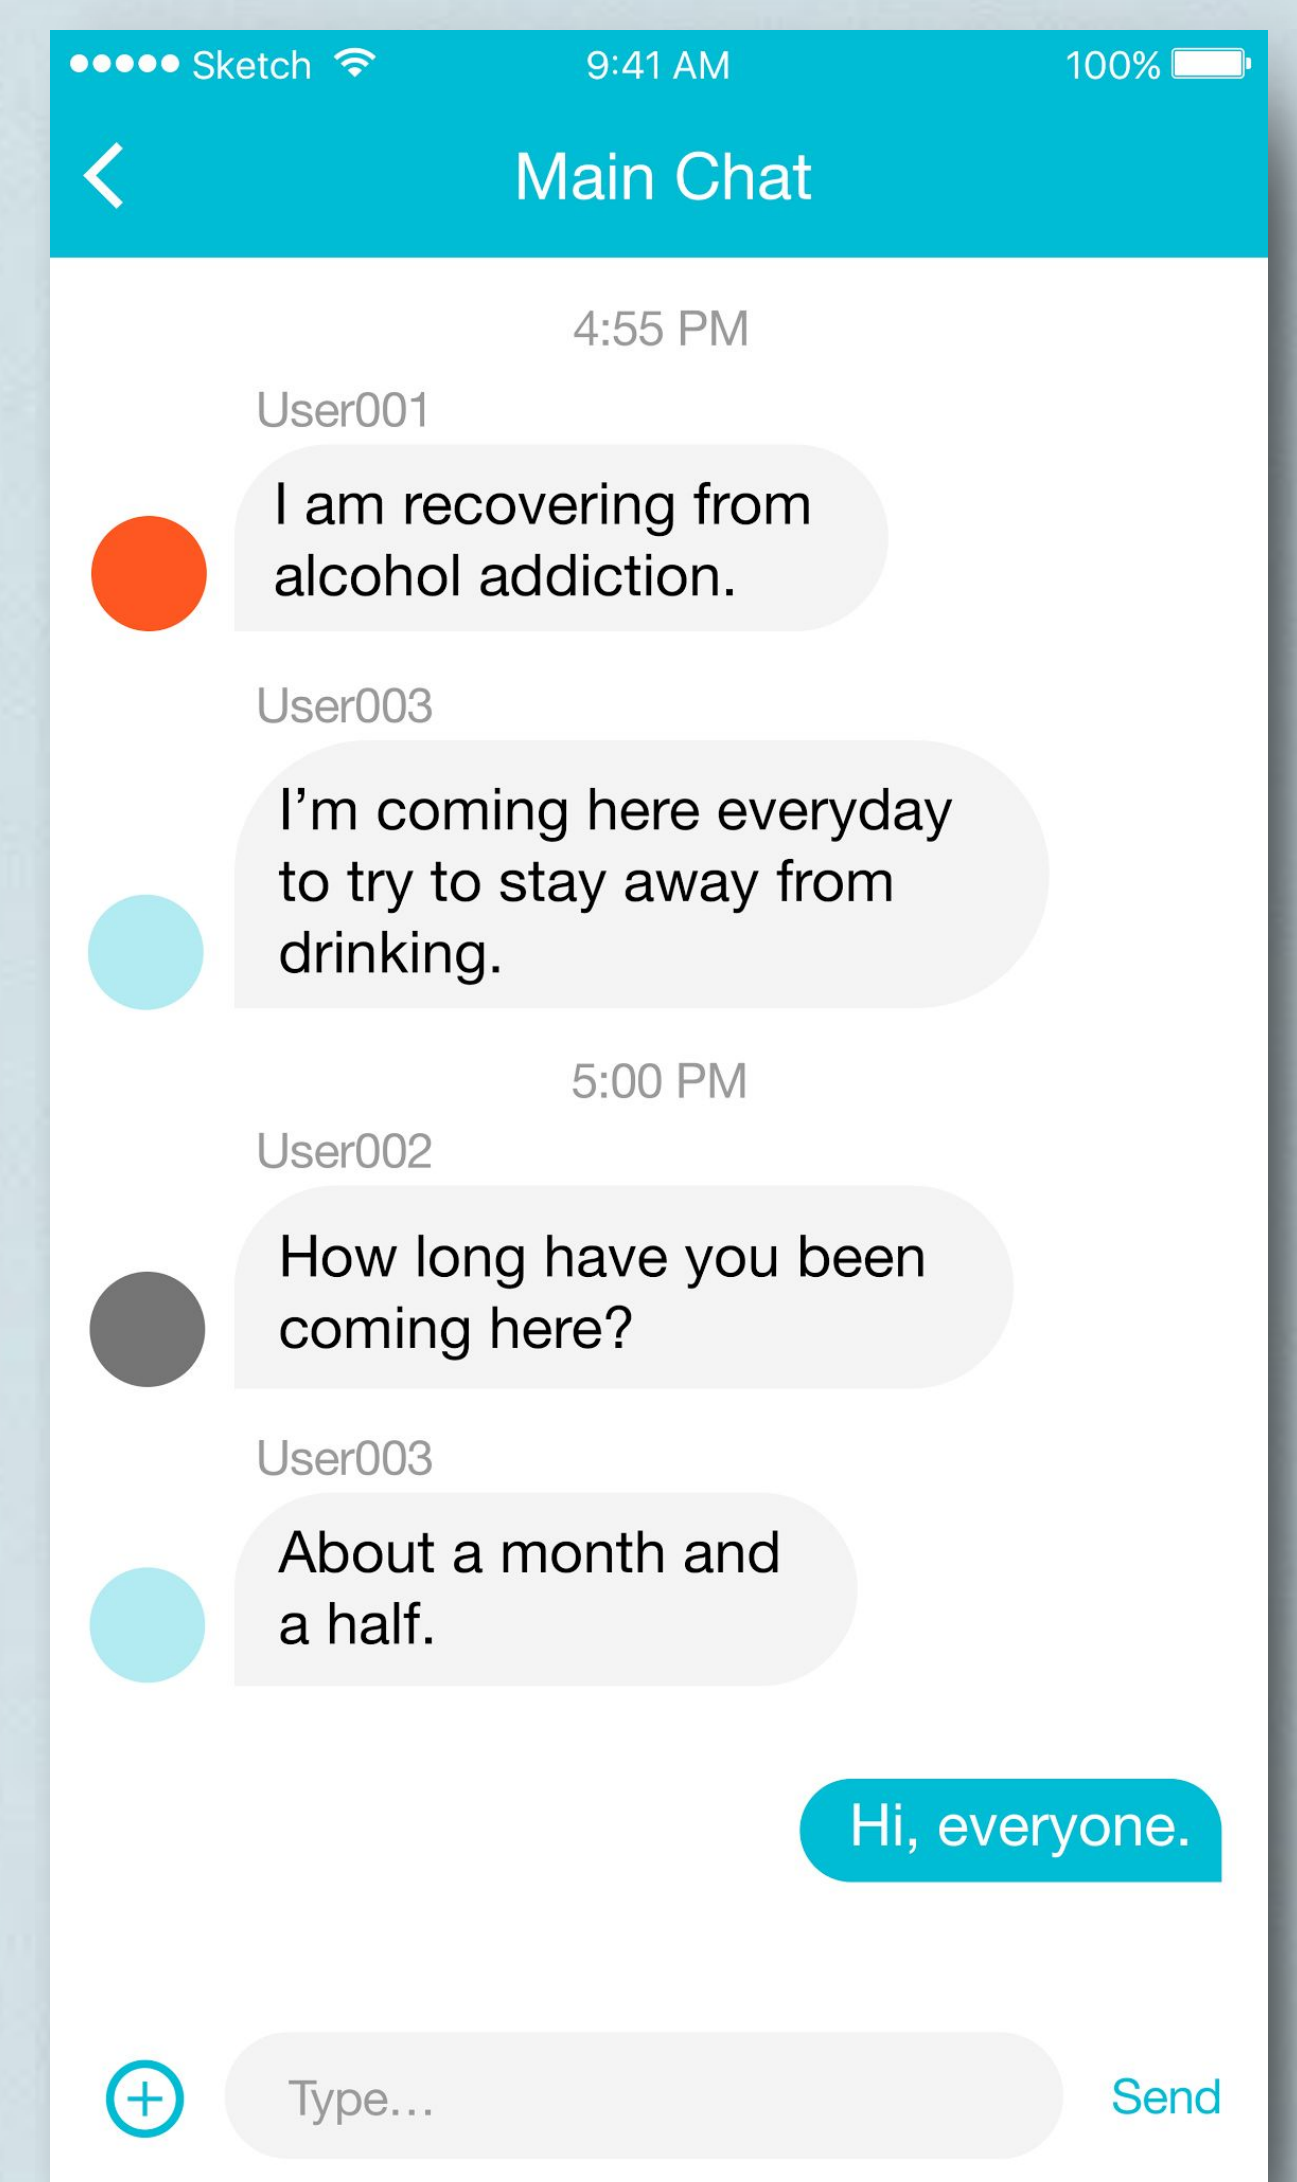 Sketch 9:41 AM 100%
Main Chat
4:55 PM
User001
I am recovering from
alcohol addiction.
User003
I’m coming here everyday
to try to stay away from
drinking.
5:00 PM
User002
How long have you been
coming here?
User003
About a month and
a half.
Hi, everyone.
Type... Send